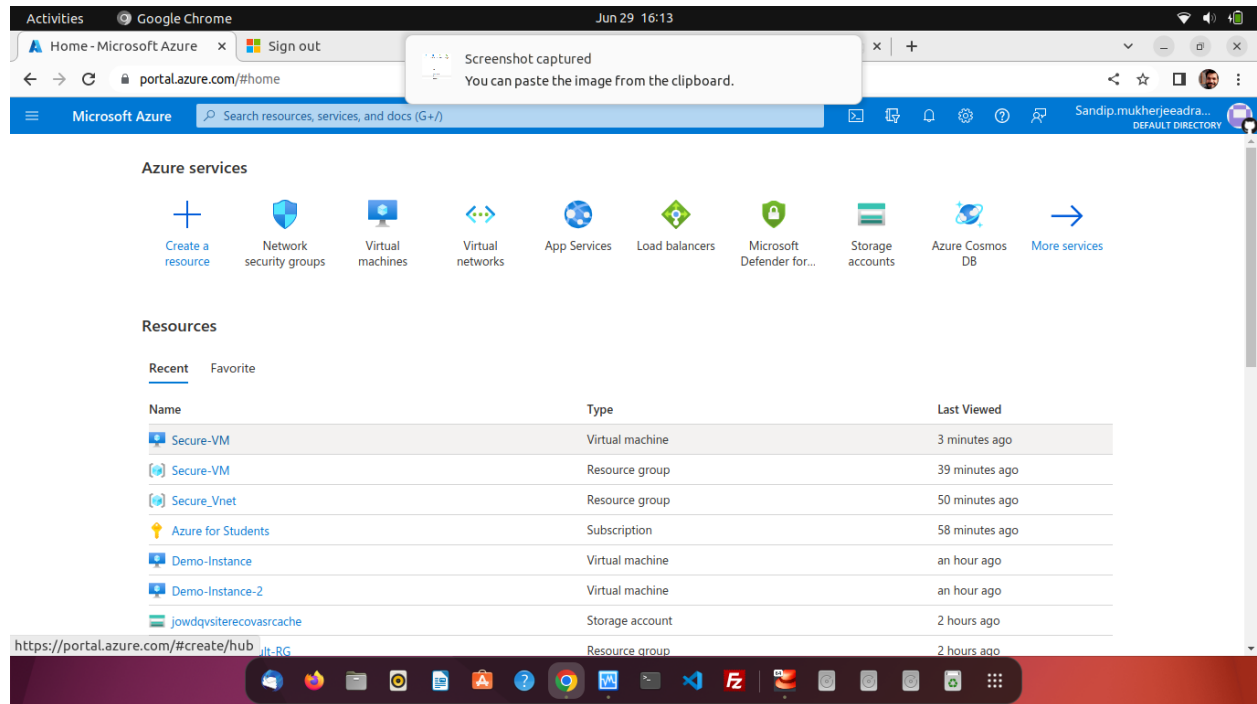 Activities Google Chrome Jun 29 16:13
Home - Microsoft Azure Sign out
Screenshot captured
You can paste the image from the clipboard.
portal.azure.com/#home
Microsoft Azure Search resources, services, and docs (G+/) Sandip.mukherjeeadra...
DEFAULT DIRECTORY
Azure services
Create a resource
Network security groups
Virtual machines
Virtual networks
App Services
Load balancers
Microsoft Defender for...
Storage accounts
Azure Cosmos DB
More services
Resources
Recent Favorite
Name Type Last Viewed
Secure-VM Virtual machine 3 minutes ago
Secure-VM Resource group 39 minutes ago
Secure_Vnet Resource group 50 minutes ago
Azure for Students Subscription 58 minutes ago
Demo-Instance Virtual machine an hour ago
Demo-Instance-2 Virtual machine an hour ago
jowdqvsiterecovasrcache Storage account 2 hours ago
ult-RG Resource group 2 hours ago
https://portal.azure.com/#create/hub